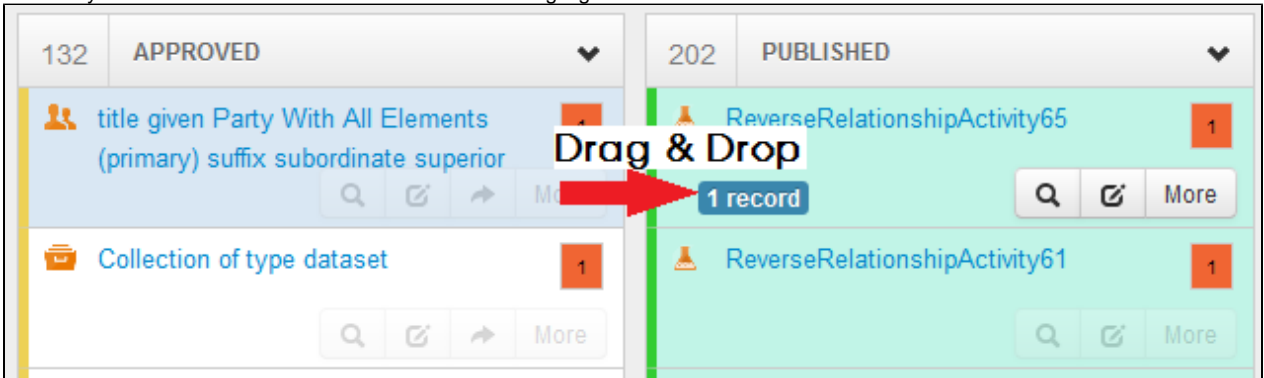 132 APPROVED
202 PUBLISHED
title given Party With All Elements
(primary) suffix subordinate superior
More
Collection of type dataset
1
More
Drag & Drop
ReverseRelationshipActivity65
1
1 record
More
ReverseRelationshipActivity61
1
More